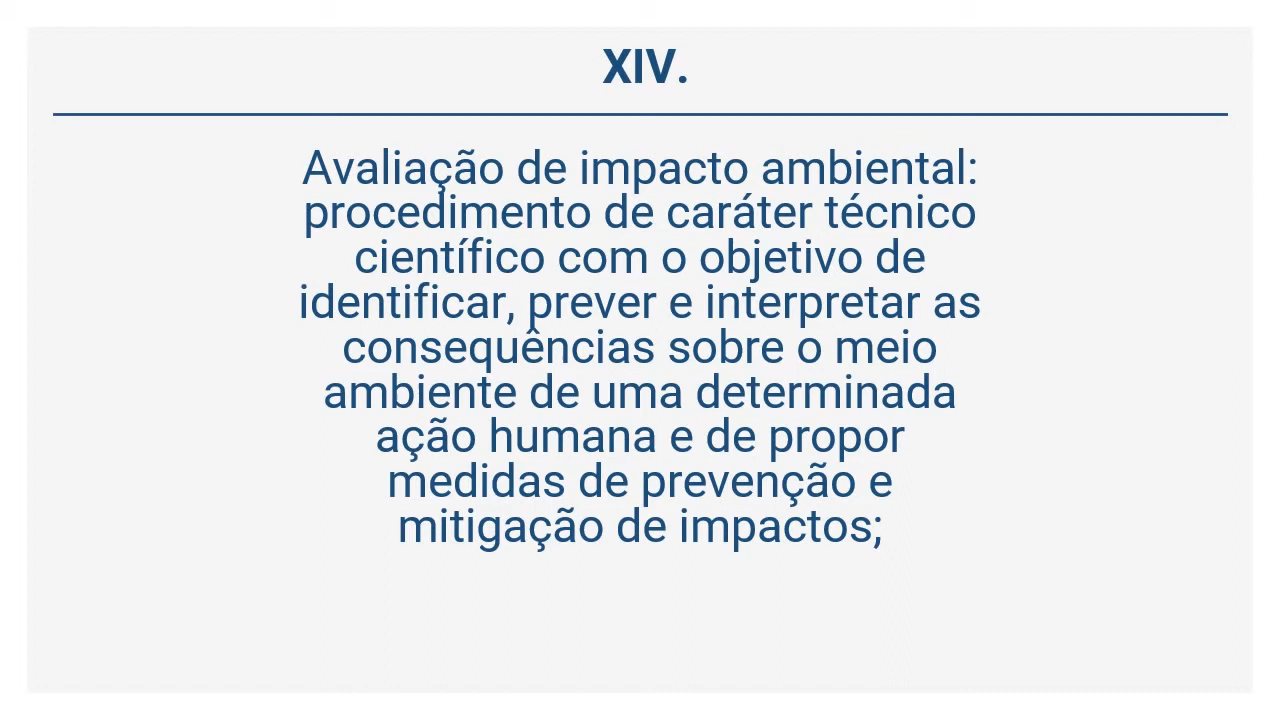 XIV.
Avaliação de impacto ambiental:
procedimento de caráter técnico
científico com o objetivo de
identificar, prever e interpretar as
consequências sobre o meio
ambiente de uma determinada
ação humana e de propor
medidas de prevenção e
mitigação de impactos;